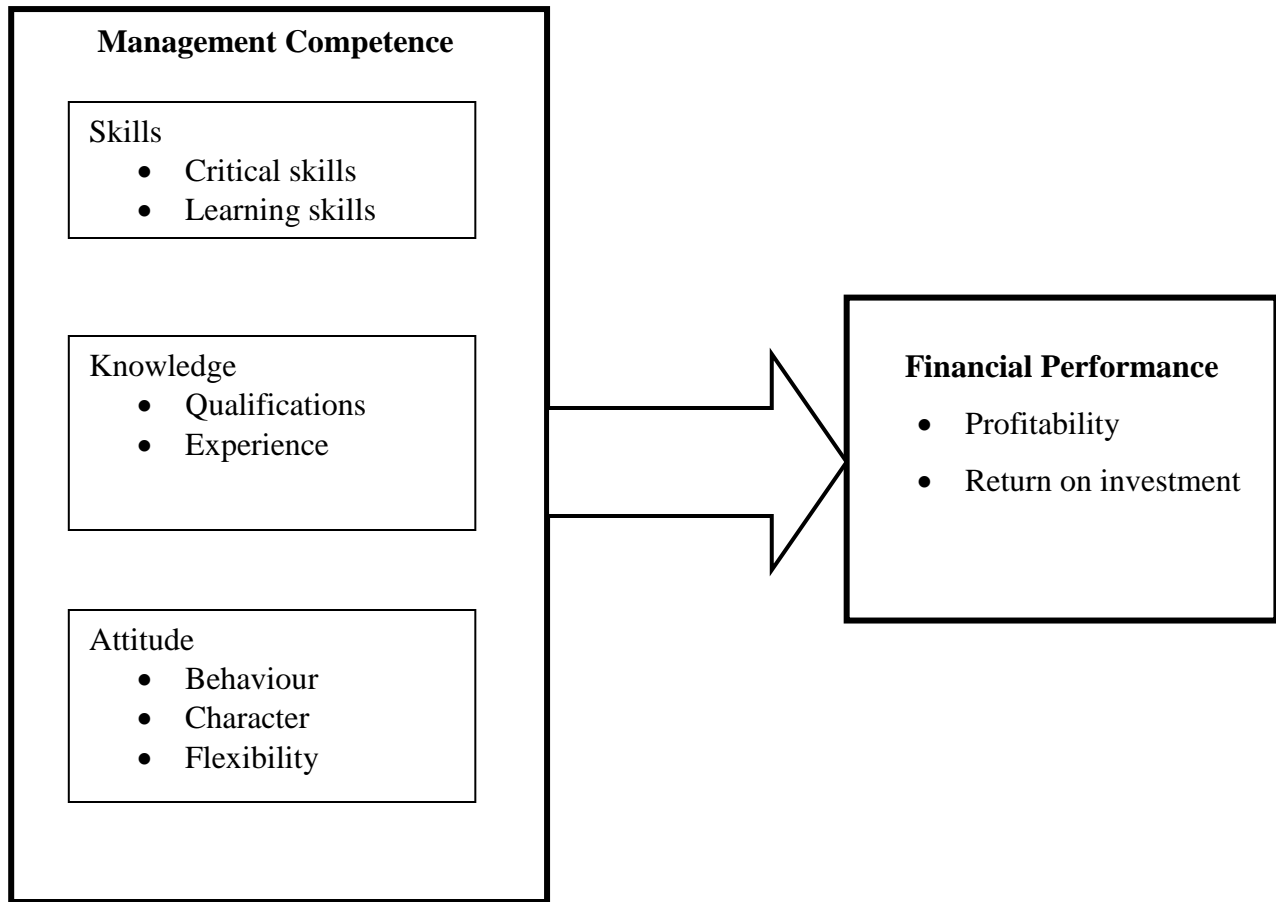 Management Competence
Skills
• Critical skills
• Learning skills
Knowledge
• Qualifications
• Experience
Attitude
• Behaviour
• Character
• Flexibility
Financial Performance
• Profitability
• Return on investment